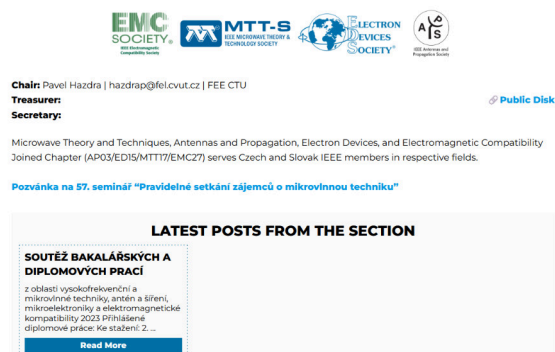 EMC
SOCIETY®
IEEE Electromagnetic
Compatibility Society
MTT-S
IEEE MICROWAVE THEORY &
TECHNOLOGY SOCIETY
ELECTRON
DEVICES
SOCIETY®
IEEE Antennas and
Propagation Society
Chair: Pavel Hazdra | hazdrap@fel.cvut.cz | FEE CTU
Treasurer:
Public Disk
Secretary:
Microwave Theory and Techniques, Antennas and Propagation, Electron Devices, and Electromagnetic Compatibility
Joined Chapter (AP03/ED15/MTT17/EMC27) serves Czech and Slovak IEEE members in respective fields.
Pozvánka na 57. seminář “Pravidelné setkání zájemců o mikrovlnnou techniku”
LATEST POSTS FROM THE SECTION
SOUTĚŽ BAKALÁŘSKÝCH A
DIPLOMOVÝCH PRACÍ
z oblasti vysokofrekvenční a
mikrovlnné techniky, antén a šíření,
mikroelektroniky a elektromagnetické
kompatibility 2023 Přihlášené
diplomové práce: Ke stažení: 2. ...
Read More